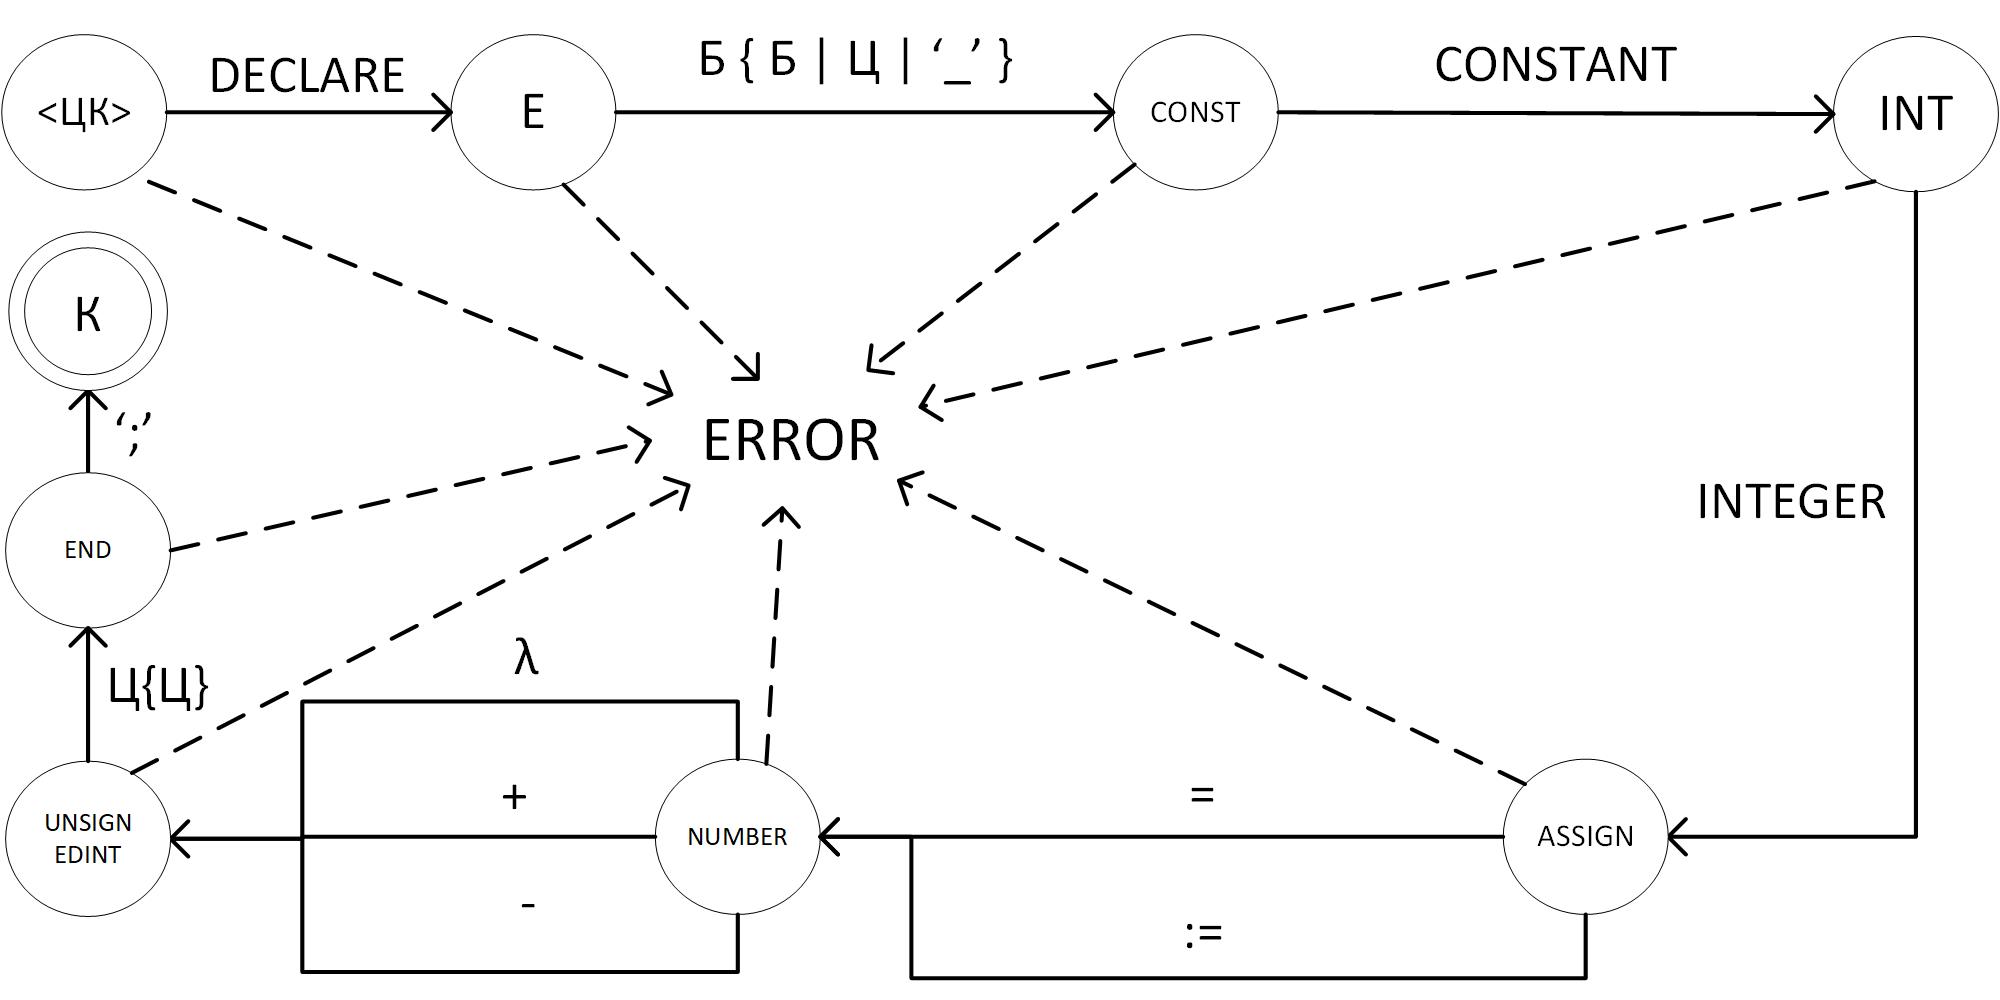 <ЦК>
DECLARE
E
Б { Б | Ц | ‘_’ }
CONST
CONSTANT
INT
К
‘;’
ERROR
INTEGER
END
λ
Ц{Ц}
UNSIGN
EDINT
+
-
NUMBER
=
:=
ASSIGN